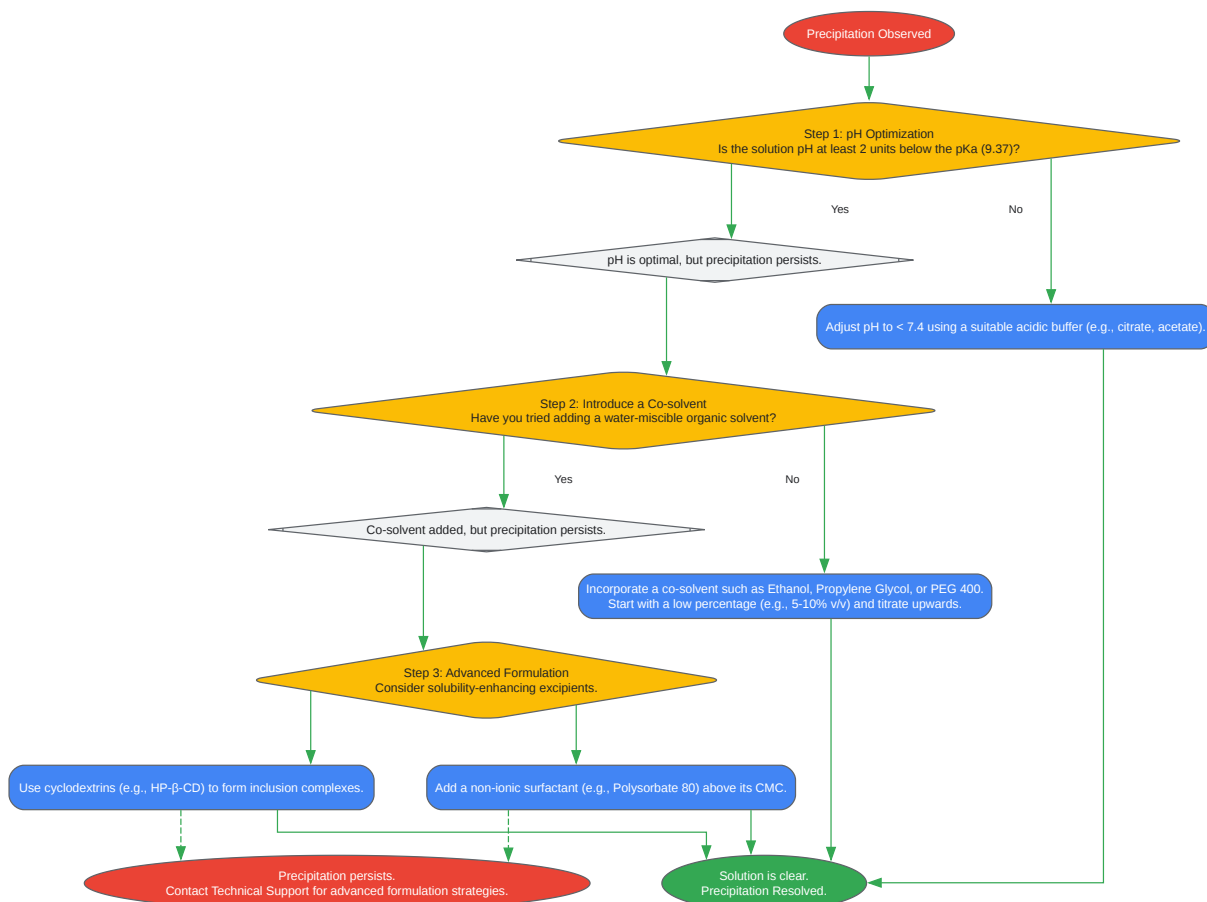 Precipitation Observed
Step 1: pH Optimization
Is the solution pH at least 2 units below the pKa (9.37)?
Yes
No
pH is optimal, but precipitation persists.
Adjust pH to < 7.4 using a suitable acidic buffer (e.g., citrate, acetate).
Step 2: Introduce a Co-solvent
Have you tried adding a water-miscible organic solvent?
Yes
No
Co-solvent added, but precipitation persists.
Incorporate a co-solvent such as Ethanol, Propylene Glycol, or PEG 400.
Start with a low percentage (e.g., 5-10% v/v) and titrate upwards.
Step 3: Advanced Formulation
Consider solubility-enhancing excipients.
Use cyclodextrins (e.g., HP-β-CD) to form inclusion complexes.
Add a non-ionic surfactant (e.g., Polysorbate 80) above its CMC.
Precipitation persists.
Contact Technical Support for advanced formulation strategies.
Solution is clear.
Precipitation Resolved.